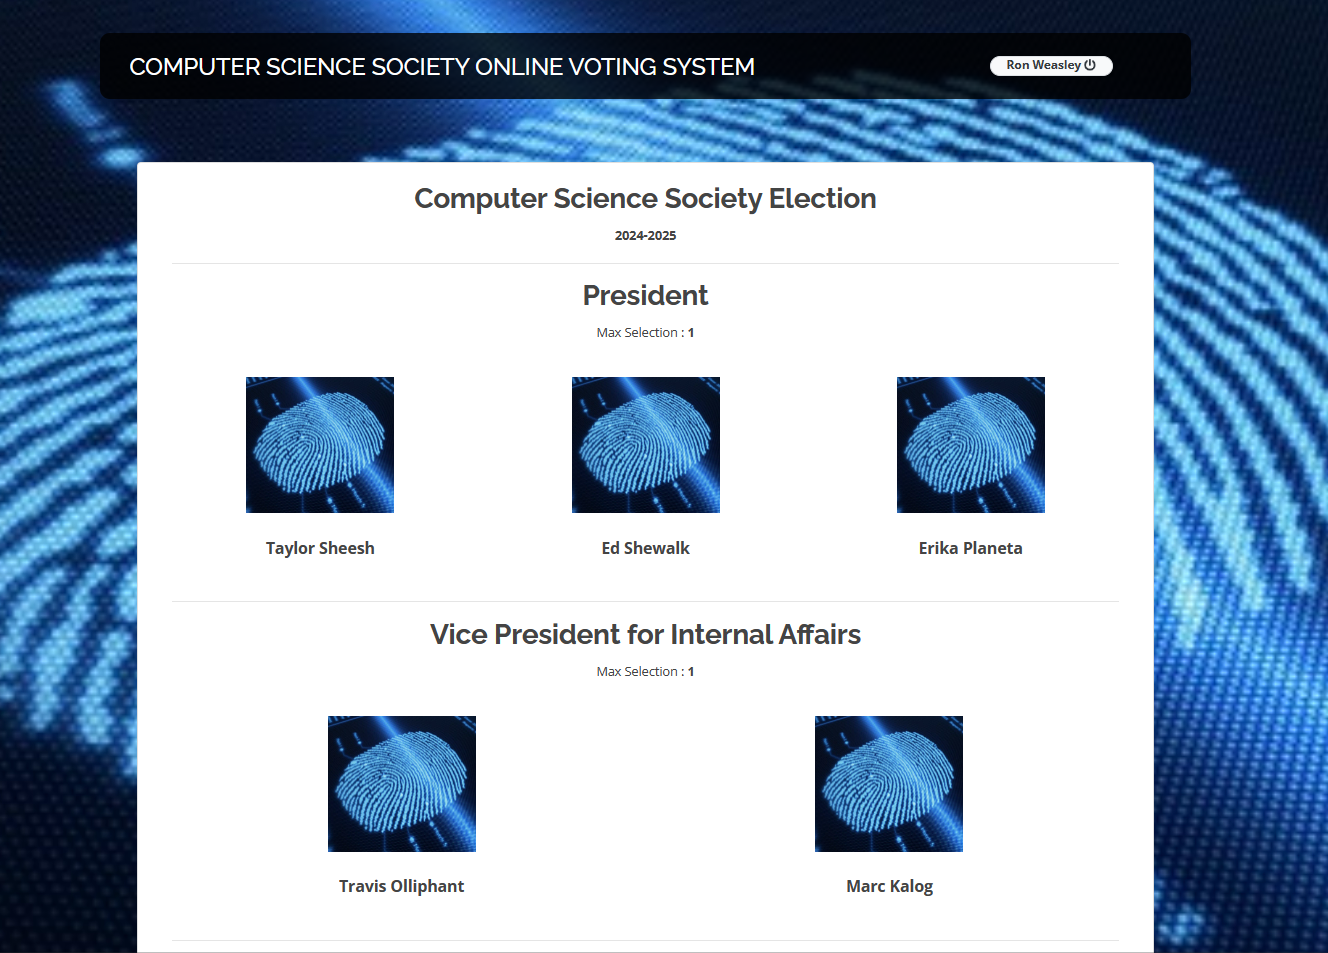 COMPUTER SCIENCE SOCIETY ONLINE VOTING SYSTEM
Ron Weasley
Computer Science Society Election
2024-2025
President
Max Selection : 1
Taylor Sheesh
Ed Shewalk
Erika Planeta
Vice President for Internal Affairs
Max Selection : 1
Travis Olliphant
Marc Kalog